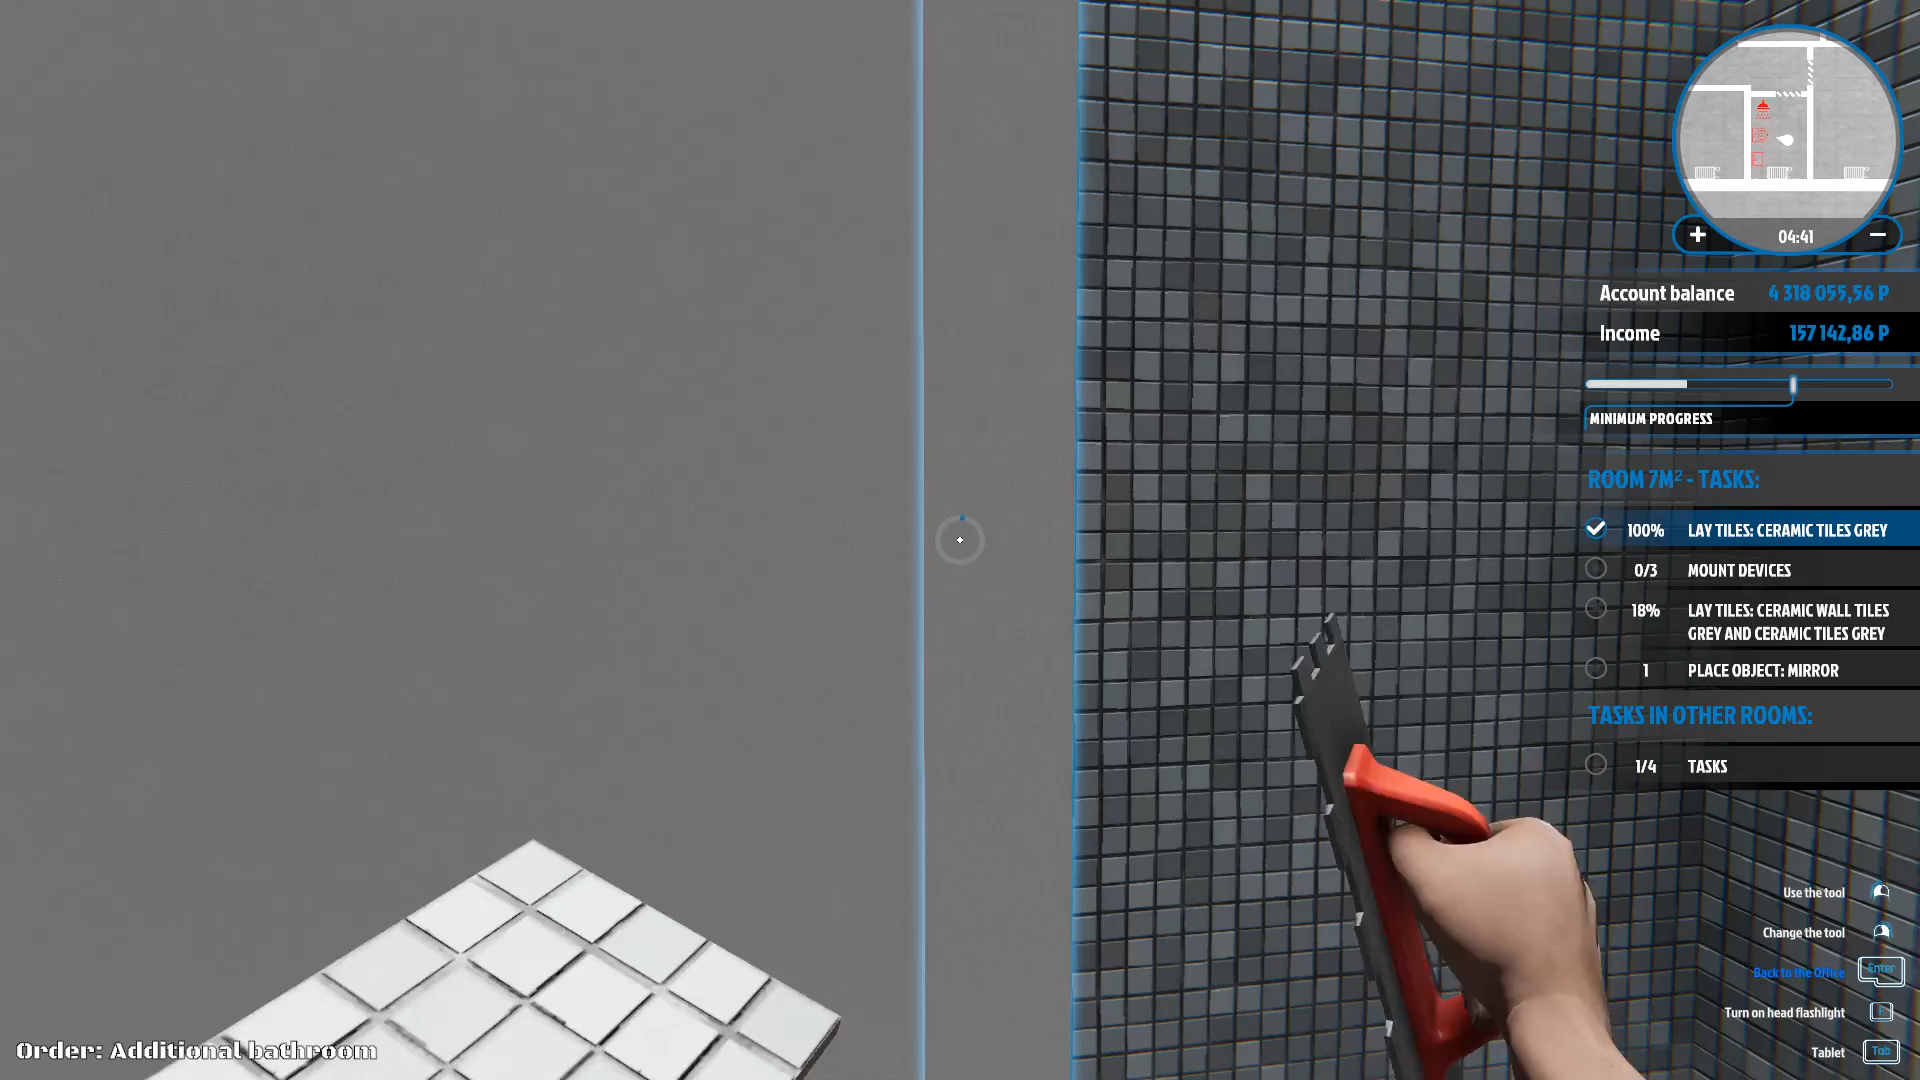 04:41
Account balance 4 318 055,56 P
Income 157 142,86 P
MINIMUM PROGRESS
ROOM 7M² - TASKS:
100% LAY TILES: CERAMIC TILES GREY
0/3 MOUNT DEVICES
18% LAY TILES: CERAMIC WALL TILES
GREY AND CERAMIC TILES GREY
1 PLACE OBJECT: MIRROR
TASKS IN OTHER ROOMS:
1/4 TASKS
Use the tool
Change the tool
Back to the Office Enter
Turn on head flashlight
Tablet Tab
Order: Additional bathroom